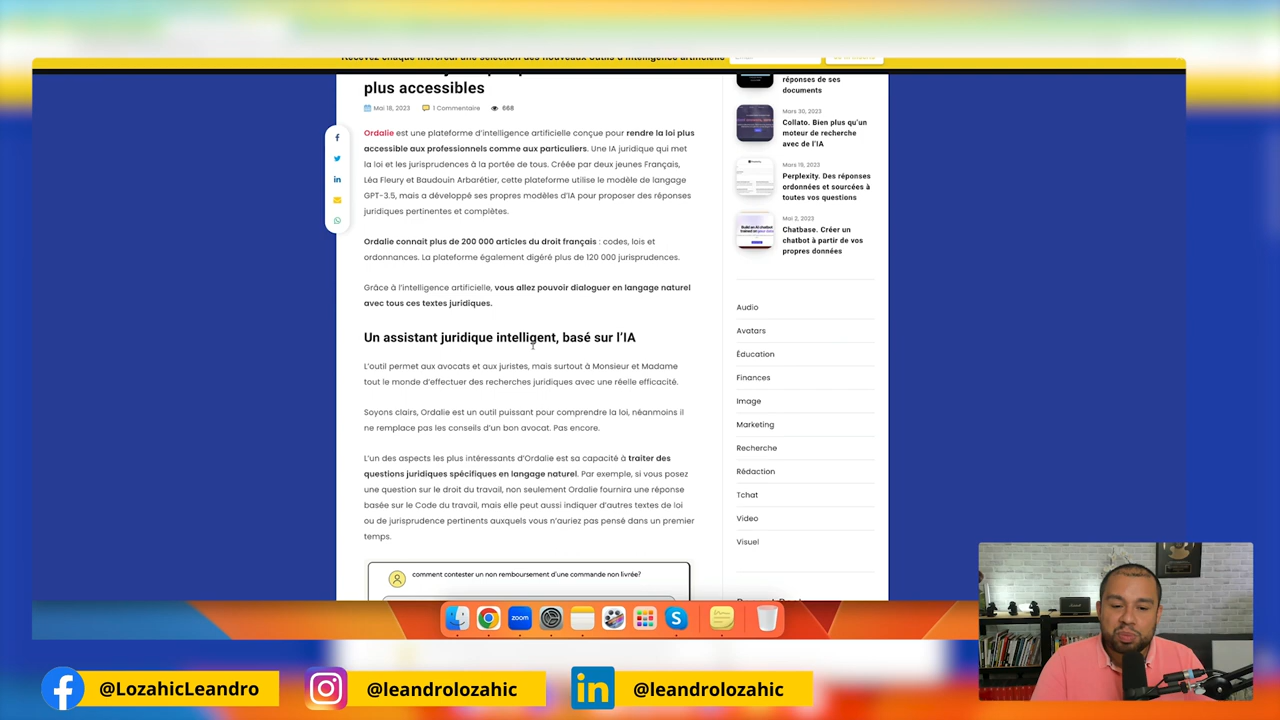 Recevez chaque mercredi une sélection des nouveaux outils d'intelligence artificielle
plus accessibles
Mai 18, 2023
1 Commentaire
668
Ordalie est une plateforme d'intelligence artificielle conçue pour rendre la loi plus
accessible aux professionnels comme aux particuliers. Une IA juridique qui met
la loi et les jurisprudences à la portée de tous. Créée par deux jeunes Français,
Léa Fleury et Baudouin Arbarétier, cette plateforme utilise le modèle de langage
GPT-3.5, mais a développé ses propres modèles d'IA pour proposer des réponses
juridiques pertinentes et complètes.
Ordalie connait plus de 200 000 articles du droit français : codes, lois et
ordonnances. La plateforme également digéré plus de 120 000 jurisprudences.
Grâce à l'intelligence artificielle, vous allez pouvoir dialoguer en langage naturel
avec tous ces textes juridiques.
Un assistant juridique intelligent, basé sur l'IA
L'outil permet aux avocats et aux juristes, mais surtout à Monsieur et Madame
tout le monde d'effectuer des recherches juridiques avec une réelle efficacité.
Soyons clairs, Ordalie est un outil puissant pour comprendre la loi, néanmoins il
ne remplace pas les conseils d'un bon avocat. Pas encore.
L'un des aspects les plus intéressants d'Ordalie est sa capacité à traiter des
questions juridiques spécifiques en langage naturel. Par exemple, si vous posez
une question sur le droit du travail, non seulement Ordalie fournira une réponse
basée sur le Code du travail, mais elle peut aussi indiquer d'autres textes de loi
ou de jurisprudence pertinents auxquels vous n'auriez pas pensé dans un premier
temps.
comment contester un non remboursement d'une commande non livrée?
réponses de ses
documents
Mars 30, 2023
Collato. Bien plus qu'un
moteur de recherche
avec de l'IA
Mars 15, 2023
Perplexity. Des réponses
ordonnées et sourcées à
toutes vos questions
Mai 2, 2023
Chatbase. Créer un
chatbot à partir de vos
propres données
Audio
Avatars
Éducation
Finances
Image
Marketing
Recherche
Rédaction
Tchat
Video
Visuel
zoom
@LozahicLeandro
@leandrolozahic
in
@leandrolozahic